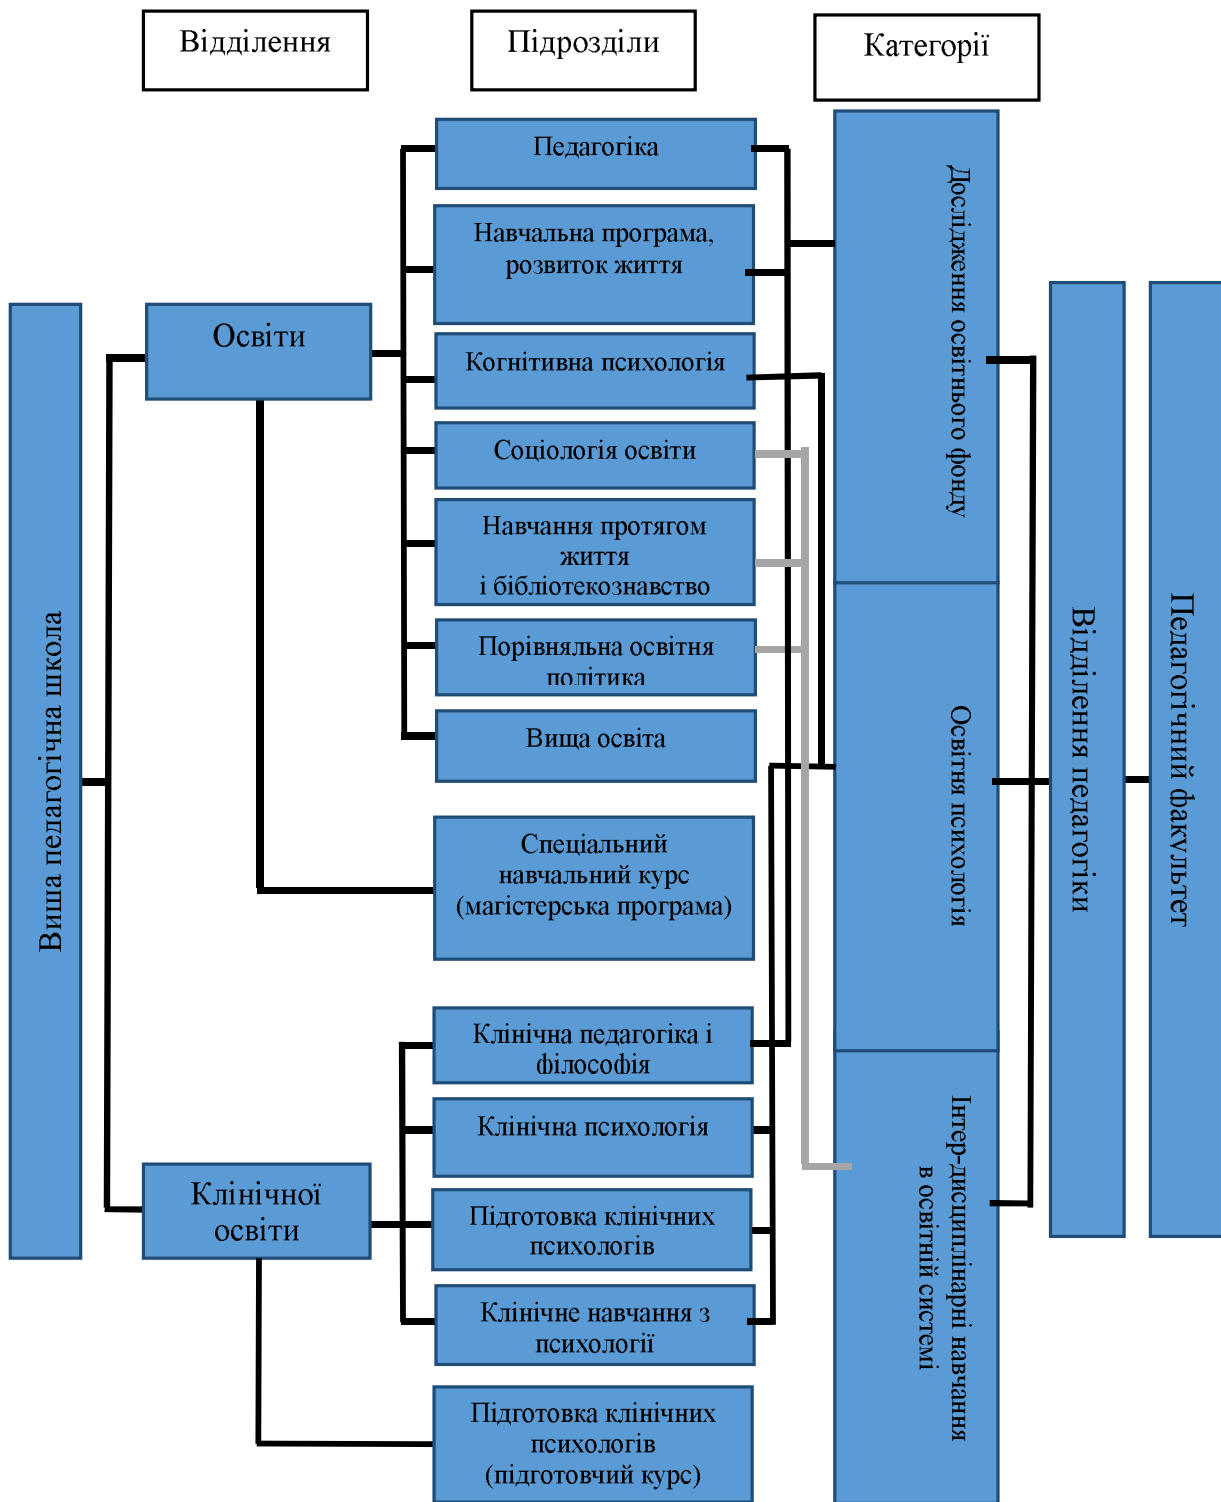 Відділення
Підрозділи
Категорії
Виша педагогічна школа
Освіти
Клінічної
освіти
Педагогіка
Навчальна програма,
розвиток життя
Когнітивна психологія
Соціологія освіти
Навчання протягом
життя
і бібліотекознавство
Порівняльна освітня
політика
Вища освіта
Спеціальний
навчальний курс
(магістерська програма)
Клінічна педагогіка і
філософія
Клінічна психологія
Підготовка клінічних
психологів
Клінічне навчання з
психології
Підготовка клінічних
психологів
(підготовчий курс)
Дослідження освітнього фонду
Освітня психологія
Інтер-дисциплінарні навчання
в освітній системі
Відділення педагогіки
Педагогічний факультет